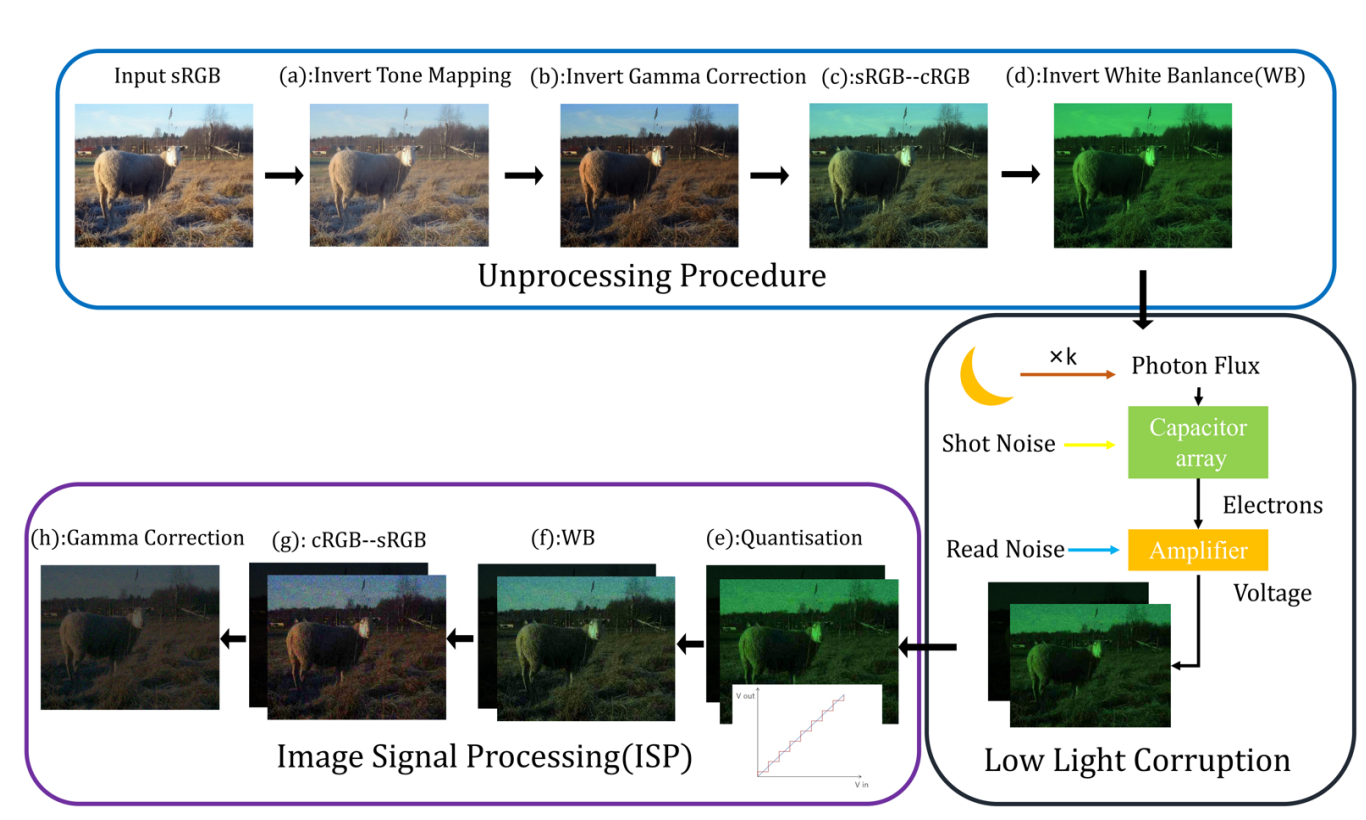 Input sRGB
(a):Invert Tone Mapping
(b):Invert Gamma Correction
(c):sRGB--cRGB
(d):Invert White Banlance(WB)
Unprocessing Procedure
×k
Photon Flux
Shot Noise
Capacitor
array
Electrons
Read Noise
Amplifier
Voltage
Low Light Corruption
(h):Gamma Correction
(g): cRGB--sRGB
(f):WB
(e):Quantisation
V out
V in
Image Signal Processing(ISP)